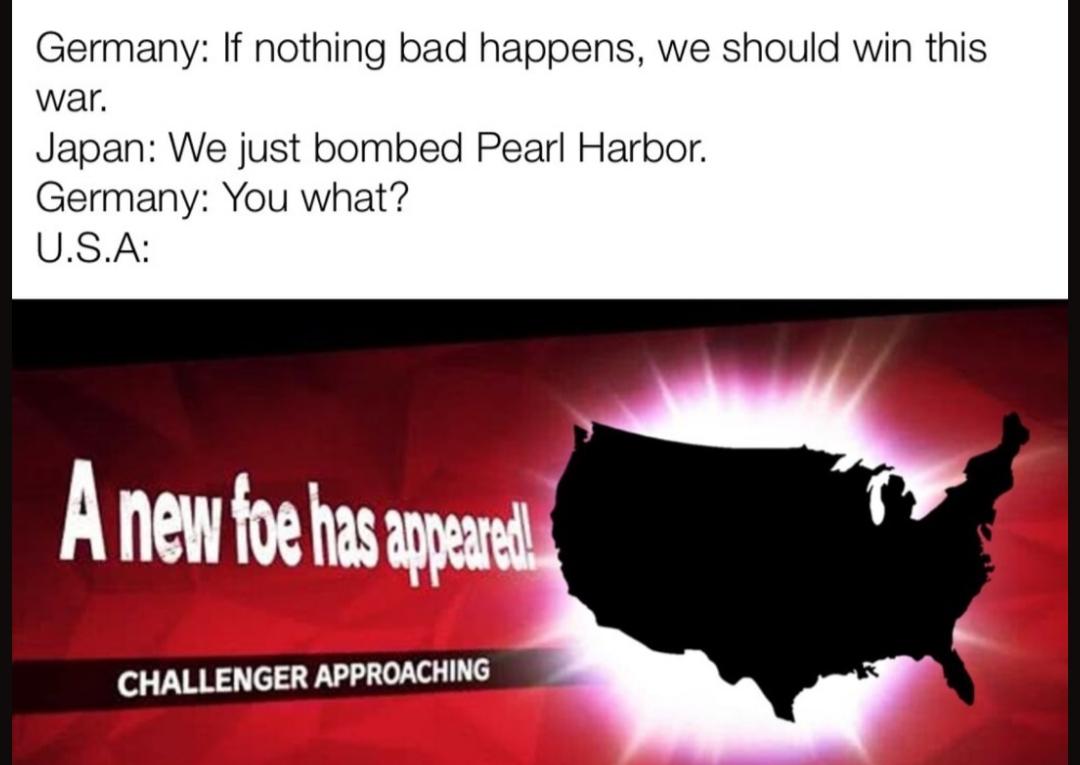 Germany: If nothing bad happens, we should win this
war.
Japan: We just bombed Pearl Harbor.
Germany: You what?
U.S.A:
A new foe has appeared!
CHALLENGER APPROACHING